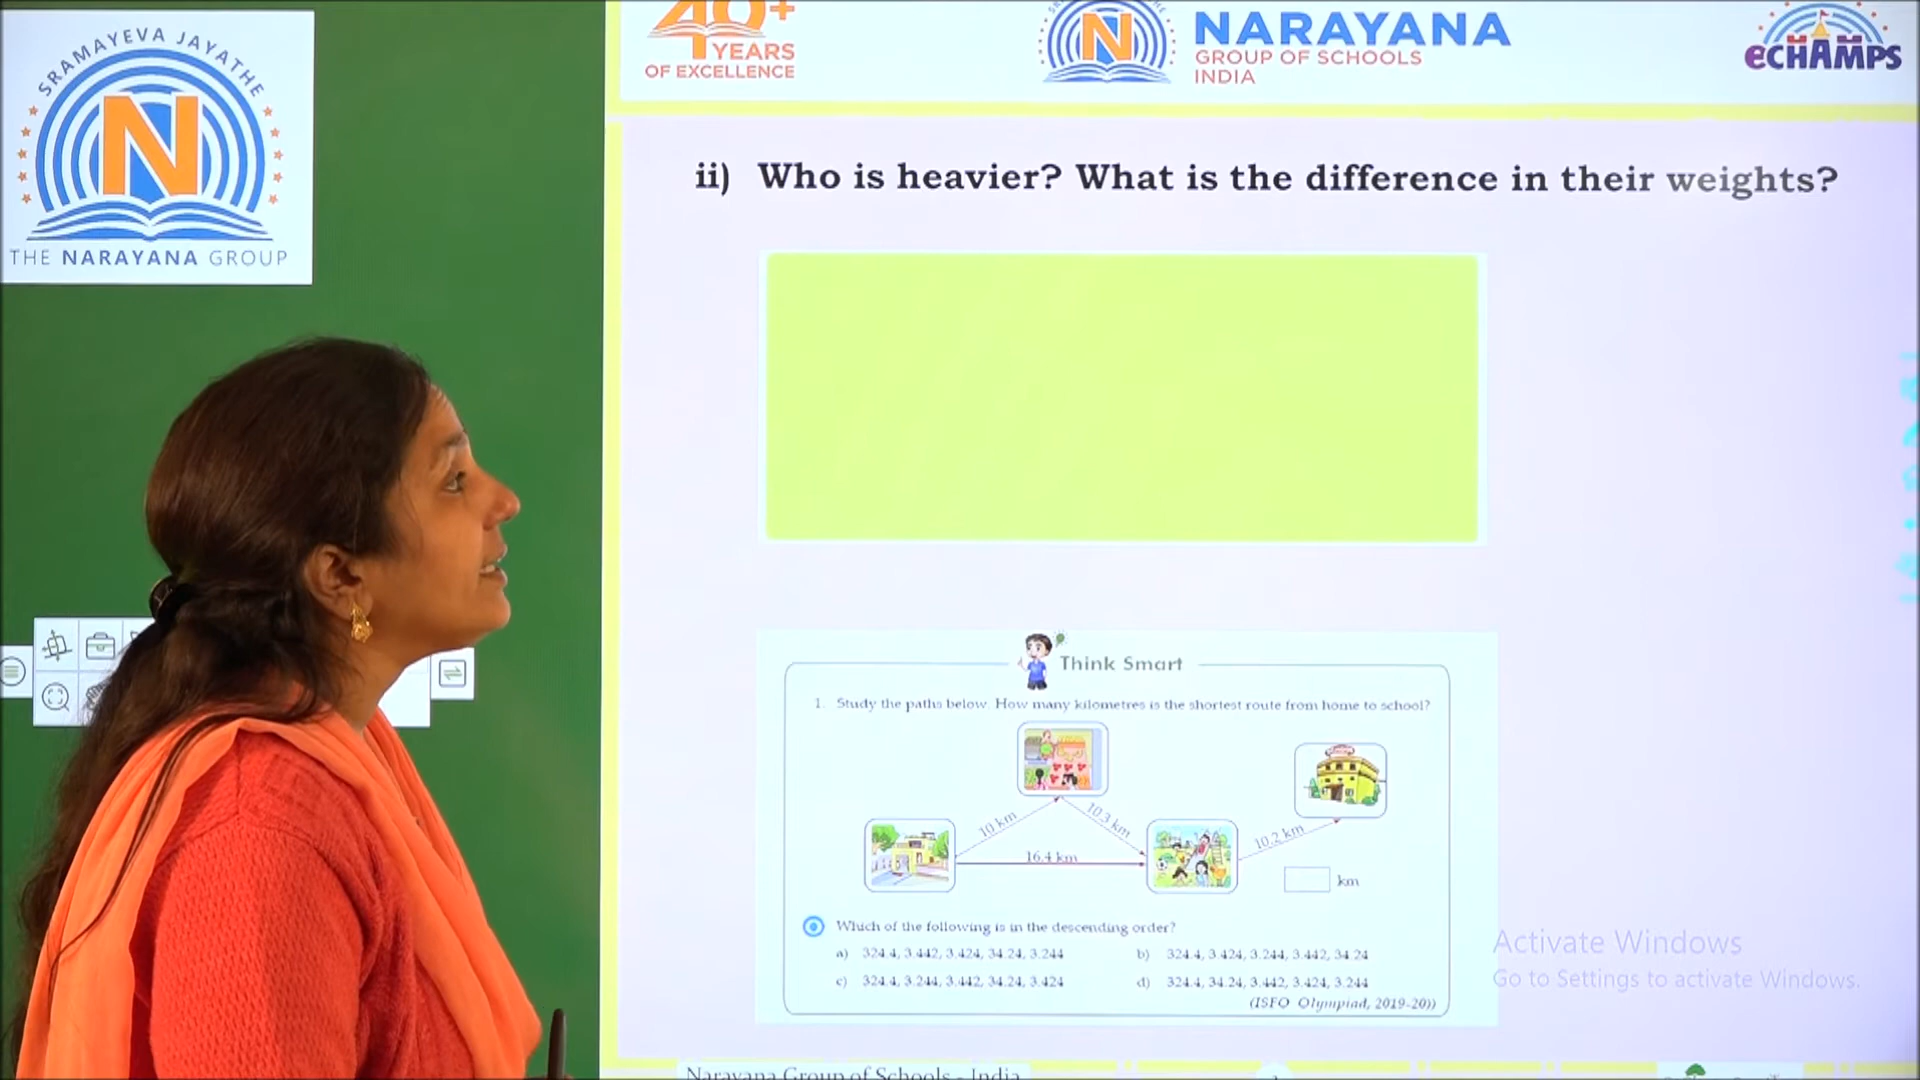 SRAMAYEVA JAYATHE
N
THE NARAYANA GROUP
40+
YEARS
OF EXCELLENCE
N
NARAYANA
GROUP OF SCHOOLS
INDIA
eCHAMPS
ii) Who is heavier? What is the difference in their weights?
Think Smart
1. Study the paths below. How many kilometres is the shortest route from home to school?
10 km
10.3 km
16.4 km
10.2 km
km
Which of the following is in the descending order?
a) 324.4, 3.442, 3.424, 34.24, 3.244
b) 324.4, 3.424, 3.244, 3.442, 34.24
c) 324.4, 3.244, 3.442, 34.24, 3.424
d) 324.4, 34.24, 3.442, 3.424, 3.244
(ISFO Olympiad, 2019-20))
Activate Windows
Go to Settings to activate Windows.
Narayana Group of Schools - India